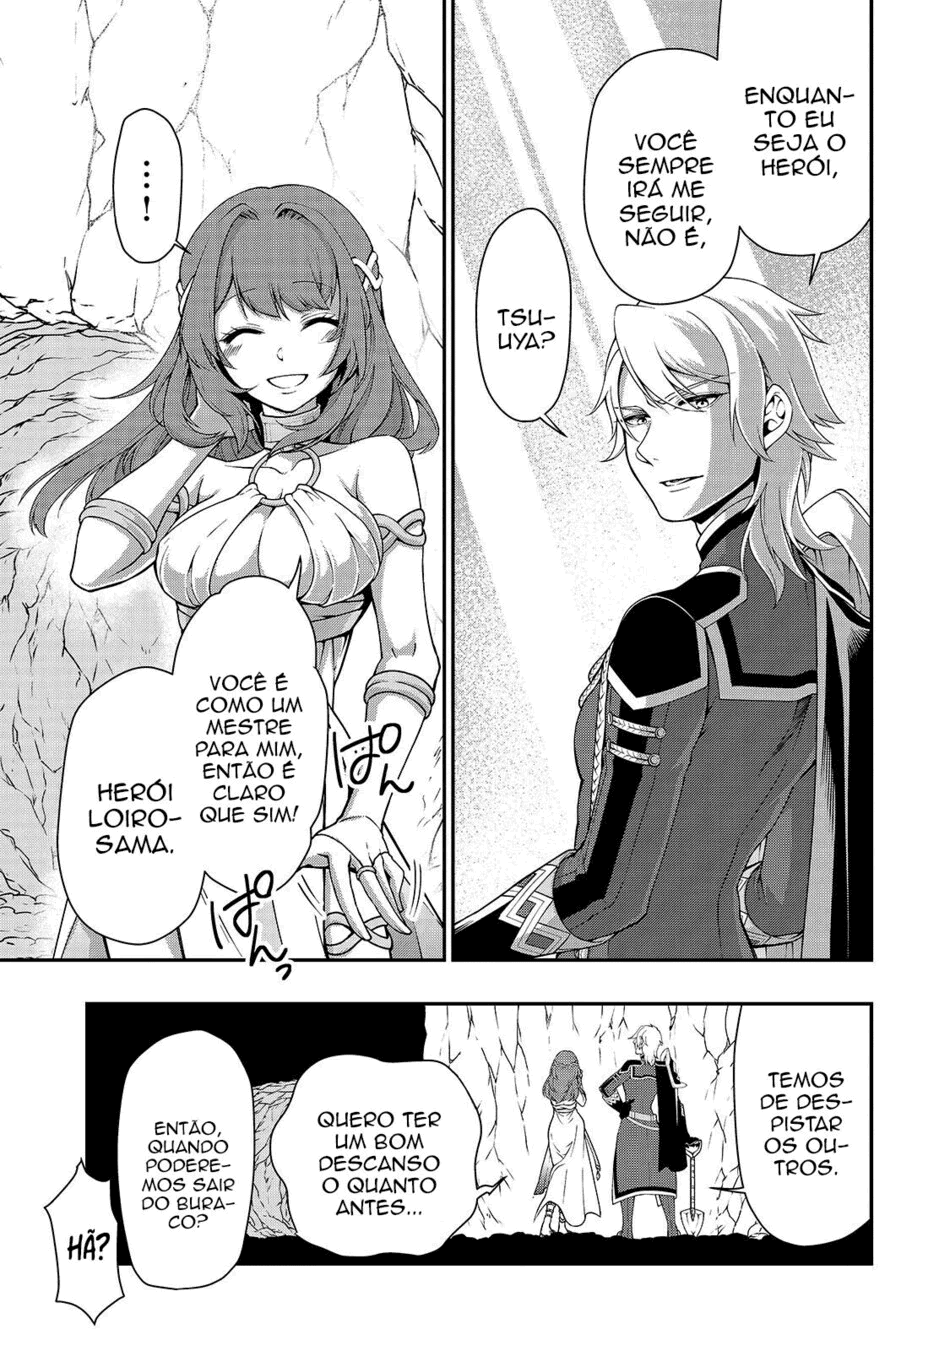 ENQUAN-
TO EU
SEJA O
HERÓI,
VOCÊ
SEMPRE
IRÁ ME
SEGUIR,
NÃO É,
TSU-
UYA?
....!
VOCÊ É
COMO UM
MESTRE
PARA MIM,
ENTÃO É
CLARO
QUE SIM!
HERÓI
LOIRO-
SAMA.
ぱん
ぱんっ
TEMOS
DE DES-
PISTAR
OS OU-
TROS.
QUERO TER
UM BOM
DESCANSO
O QUANTO
ANTES...
ENTÃO,
QUANDO
PODERE-
MOS SAIR
DO BURA-
CO?
HÃ?